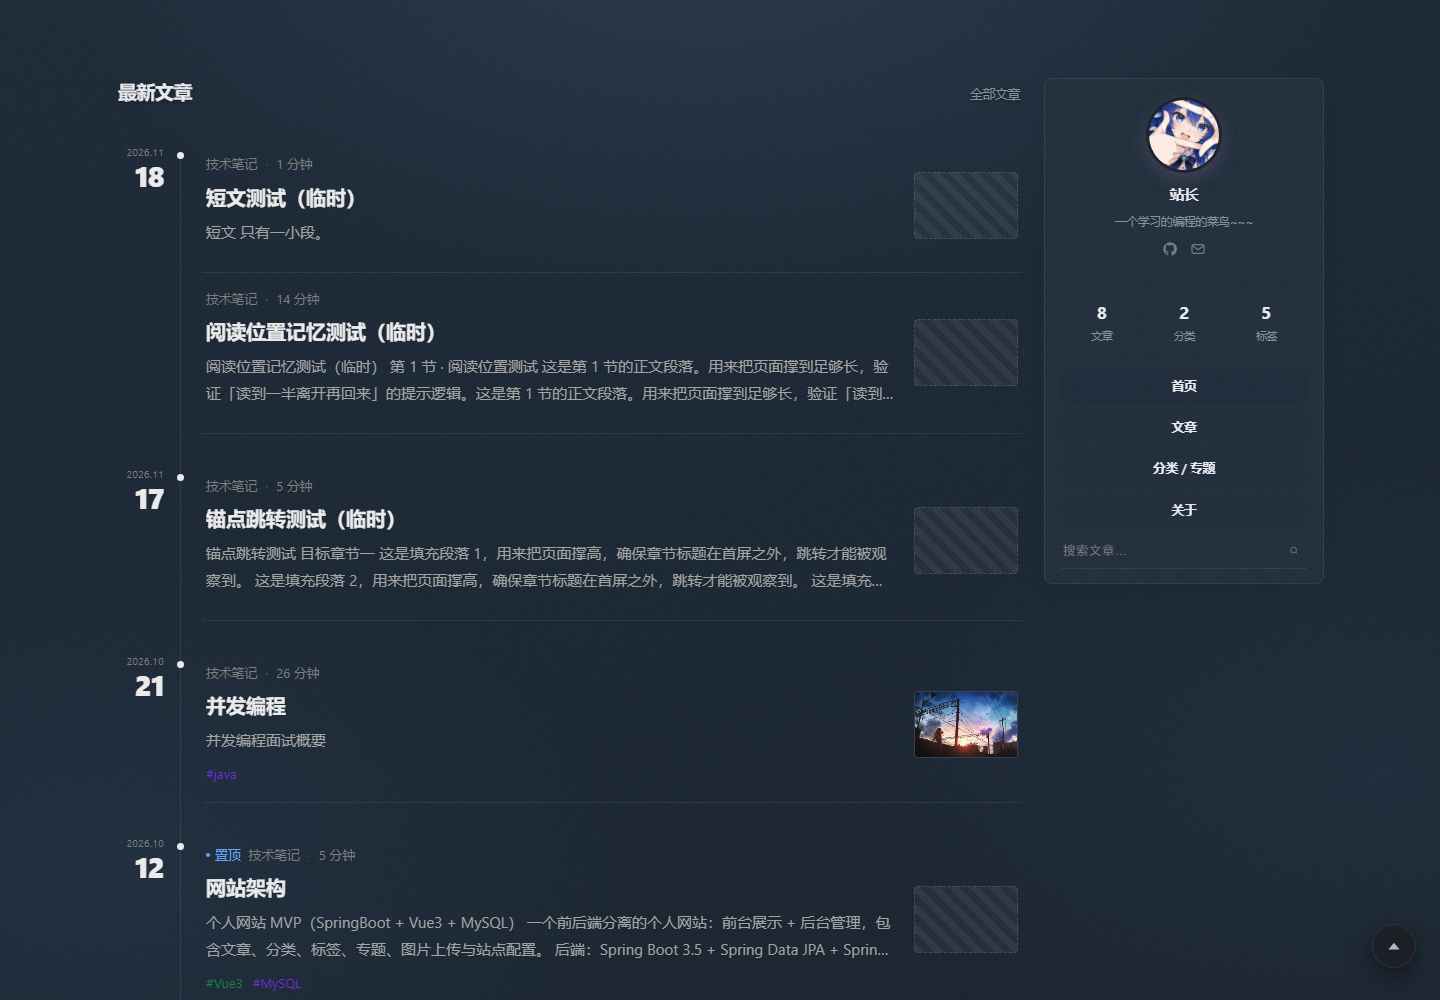 最新文章
全部文章
2026.11
18
技术笔记 · 1 分钟
短文测试（临时）
短文 只有一小段。
技术笔记 · 14 分钟
阅读位置记忆测试（临时）
阅读位置记忆测试（临时） 第 1 节 · 阅读位置测试 这是第 1 节的正文段落。用来把页面撑到足够长，验
证「读到一半离开再回来」的提示逻辑。这是第 1 节的正文段落。用来把页面撑到足够长，验证「读到...
2026.11
17
技术笔记 · 5 分钟
锚点跳转测试（临时）
锚点跳转测试 目标章节一 这是填充段落 1，用来把页面撑高，确保章节标题在首屏之外，跳转才能被观
察到。 这是填充段落 2，用来把页面撑高，确保章节标题在首屏之外，跳转才能被观察到。 这是填充...
2026.10
21
技术笔记 · 26 分钟
并发编程
并发编程面试概要
#java
2026.10
12
• 置顶 技术笔记 · 5 分钟
网站架构
个人网站 MVP（SpringBoot + Vue3 + MySQL） 一个前后端分离的个人网站：前台展示 + 后台管理，包
含文章、分类、标签、专题、图片上传与站点配置。 后端：Spring Boot 3.5 + Spring Data JPA + Sprin...
#Vue3 #MySQL
站长
一个学习的编程的菜鸟~~~
8 2 5
文章 分类 标签
首页
文章
分类 / 专题
关于
搜索文章...